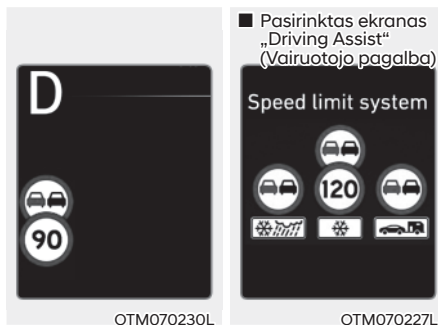 D
90
OTM070230L
■ Pasirinktas ekranas
„Driving Assist“
(Vairuotojo pagalba)
Speed limit system
120
OTM070227L